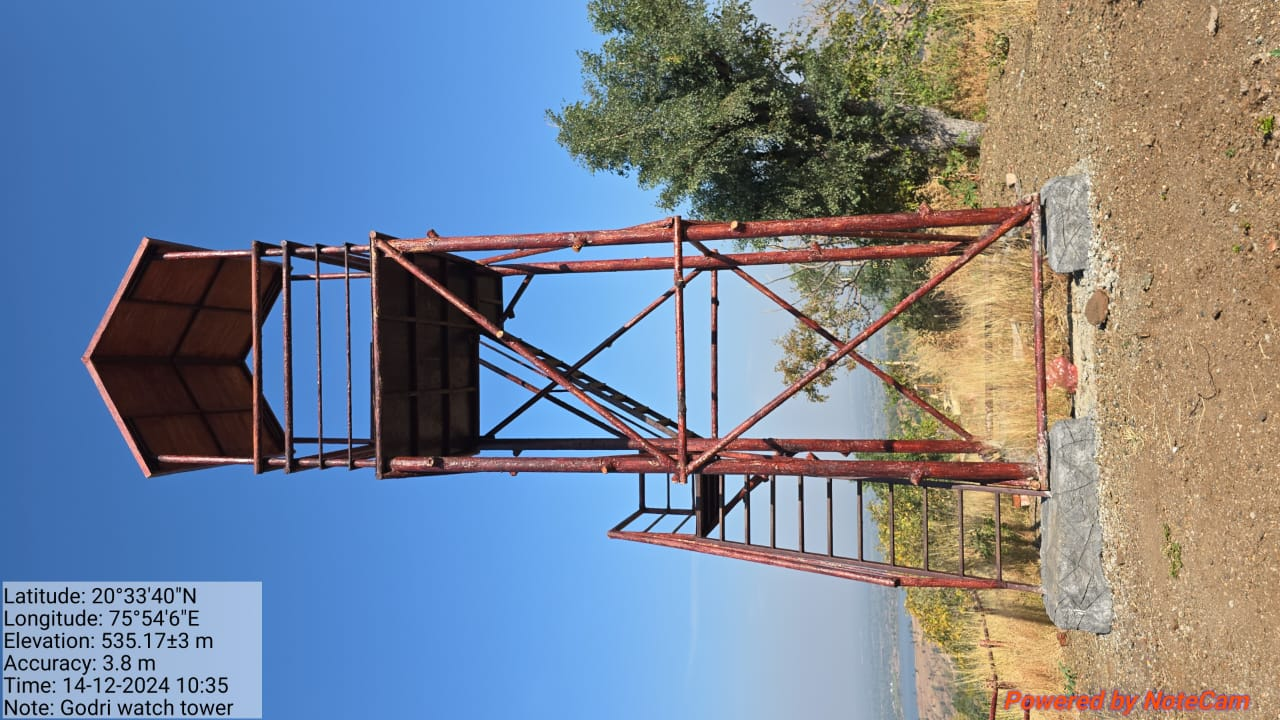 Latitude: 20°33'40"N
Longitude: 75°54'6"E
Elevation: 535.17±3 m
Accuracy: 3.8 m
Time: 14-12-2024 10:35
Note: Godri watch tower
Powered by NoteCam